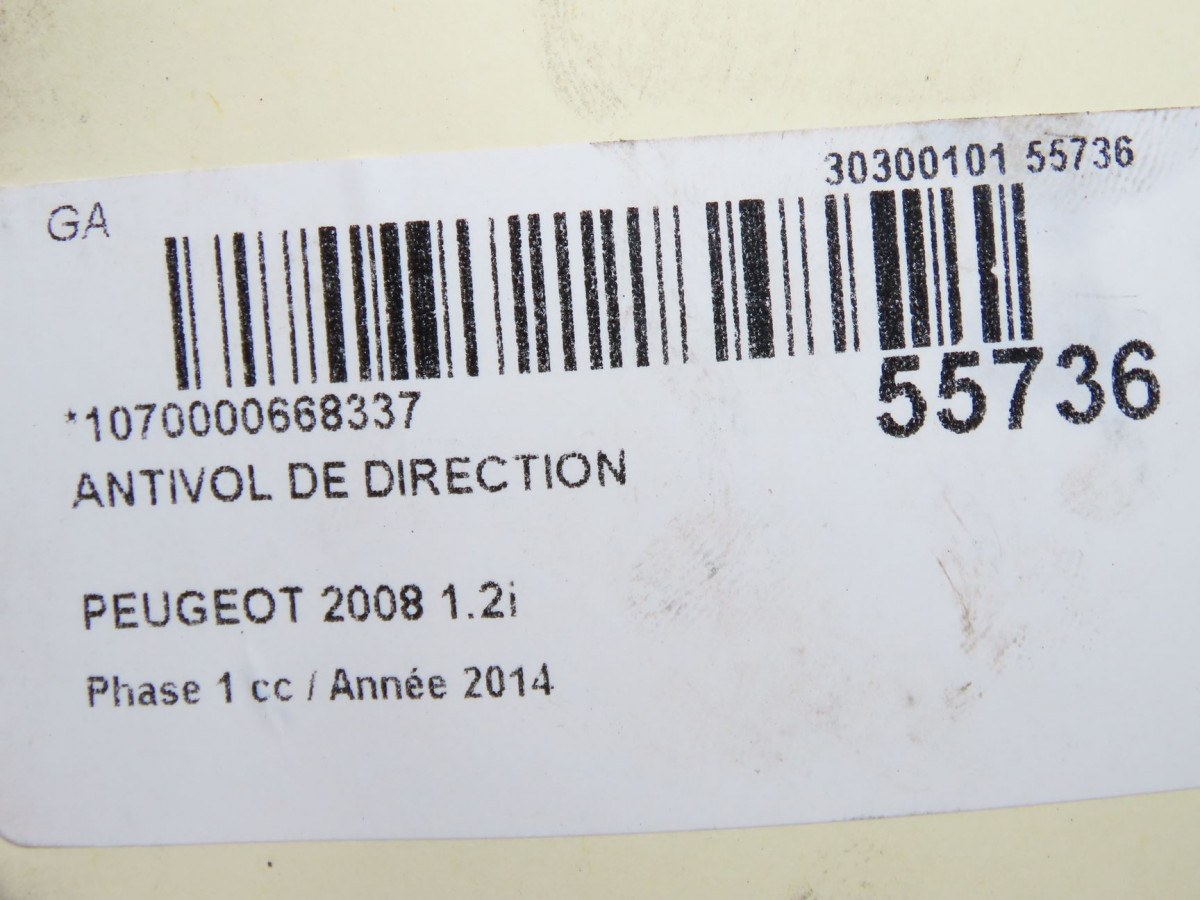 30300101 55736
GA
55736
*1070000668337
ANTIVOL DE DIRECTION
PEUGEOT 2008 1.2i
Phase 1 cc / Année 2014